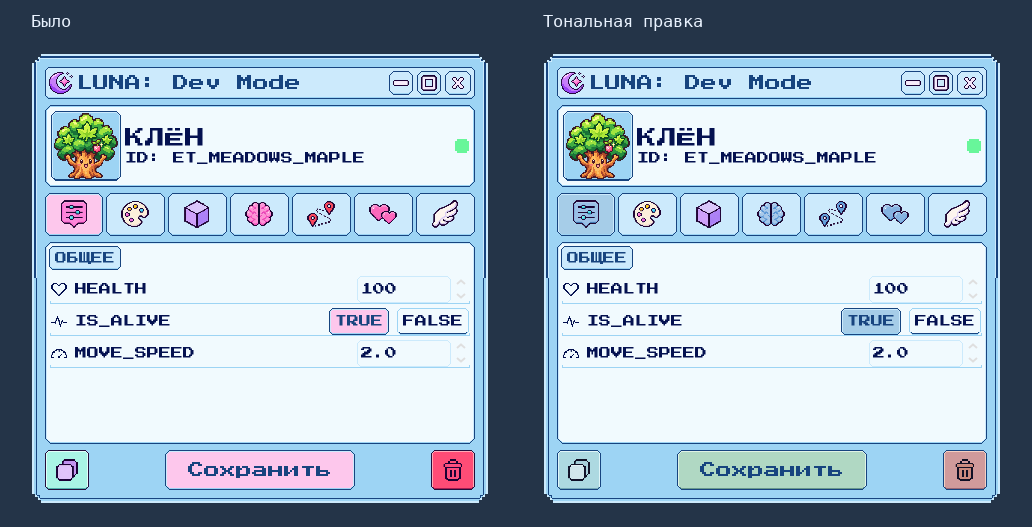 Было
LUNA: Dev Mode
КЛЁН
ID: ET_MEADOWS_MAPLE
ОБЩЕЕ
HEALTH 100
IS_ALIVE TRUE FALSE
MOVE_SPEED 2.0
Сохранить
Тональная правка
LUNA: Dev Mode
КЛЁН
ID: ET_MEADOWS_MAPLE
ОБЩЕЕ
HEALTH 100
IS_ALIVE TRUE FALSE
MOVE_SPEED 2.0
Сохранить